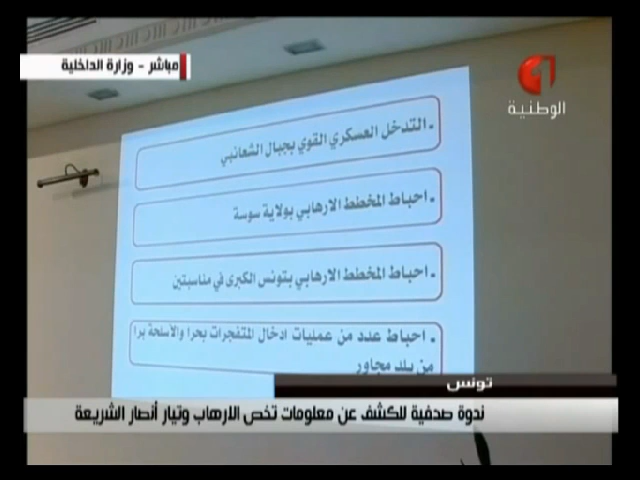 مباشر - وزارة الداخلية
1
الوطنية
- التدخل العسكري القوي بجبال الشعانبي
- احباط المخطط الارهابي بولاية سوسة
- احباط المخطط الارهابي بتونس الكبرى في مناسبتين
- احباط عدد من عمليات ادخال المتفجرات بحرا والأسلحة برا
من بلد مجاور
تونس
ندوة صحفية للكشف عن معلومات تخص الارهاب وتيار أنصار الشريعة